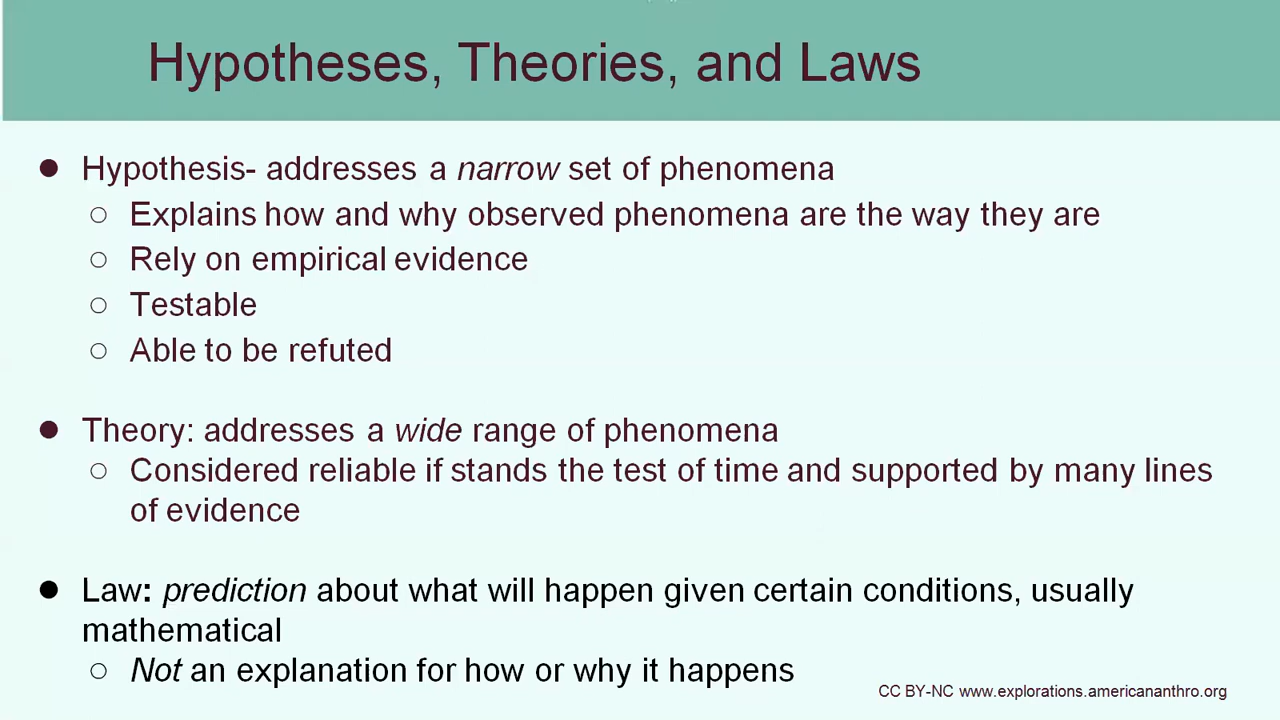 Hypotheses, Theories, and Laws
● Hypothesis- addresses a narrow set of phenomena
○ Explains how and why observed phenomena are the way they are
○ Rely on empirical evidence
○ Testable
○ Able to be refuted
● Theory: addresses a wide range of phenomena
○ Considered reliable if stands the test of time and supported by many lines
of evidence
● Law: prediction about what will happen given certain conditions, usually
mathematical
○ Not an explanation for how or why it happens
CC BY-NC www.explorations.americananthro.org